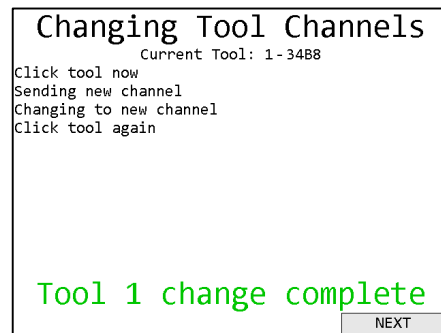 Changing Tool Channels
Current Tool: 1-34B8
Click tool now
Sending new channel
Changing to new channel
Click tool again
Tool 1 change complete
NEXT